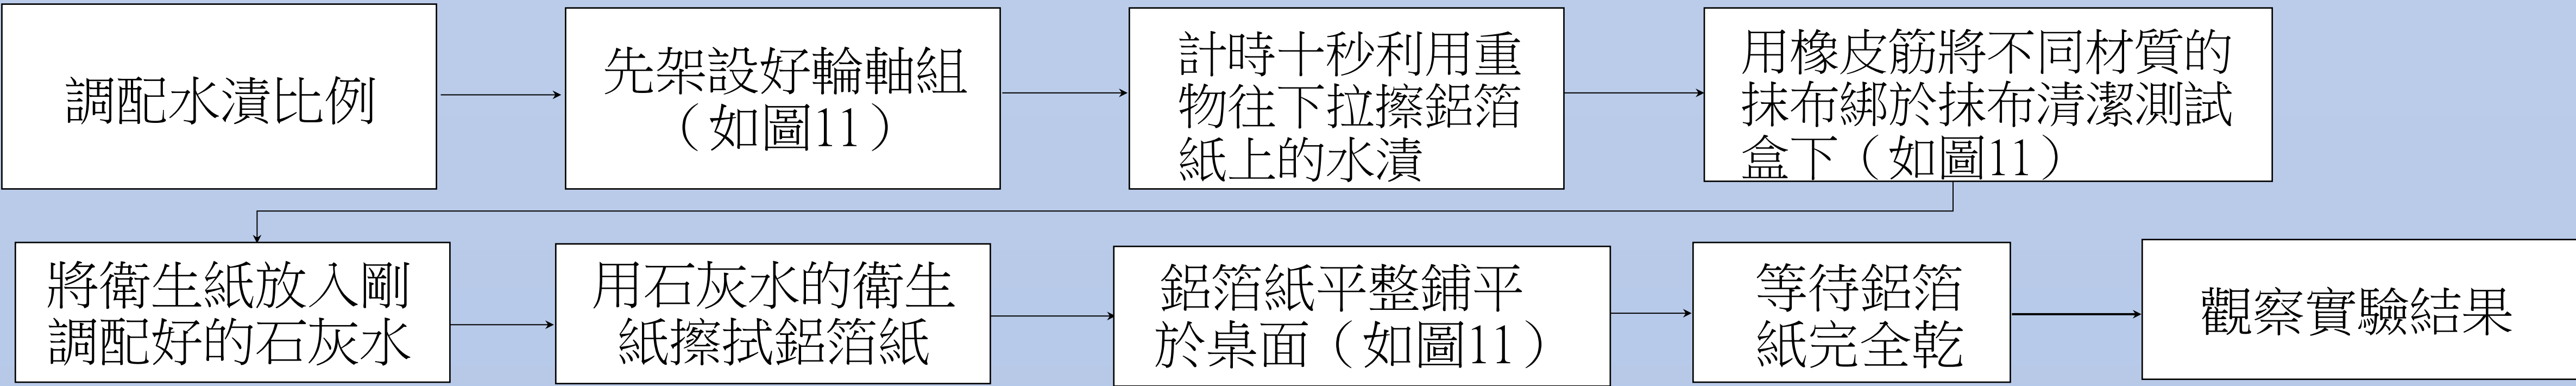 調配水漬比例
先架設好輪軸組
（如圖11）
計時十秒利用重
物往下拉擦鋁箔
紙上的水漬
用橡皮筋將不同材質的
抹布綁於抹布清潔測試
盒下（如圖11）
將衛生紙放入剛
調配好的石灰水
用石灰水的衛生
紙擦拭鋁箔紙
鋁箔紙平整鋪平
於桌面（如圖11）
等待鋁箔
紙完全乾
觀察實驗結果